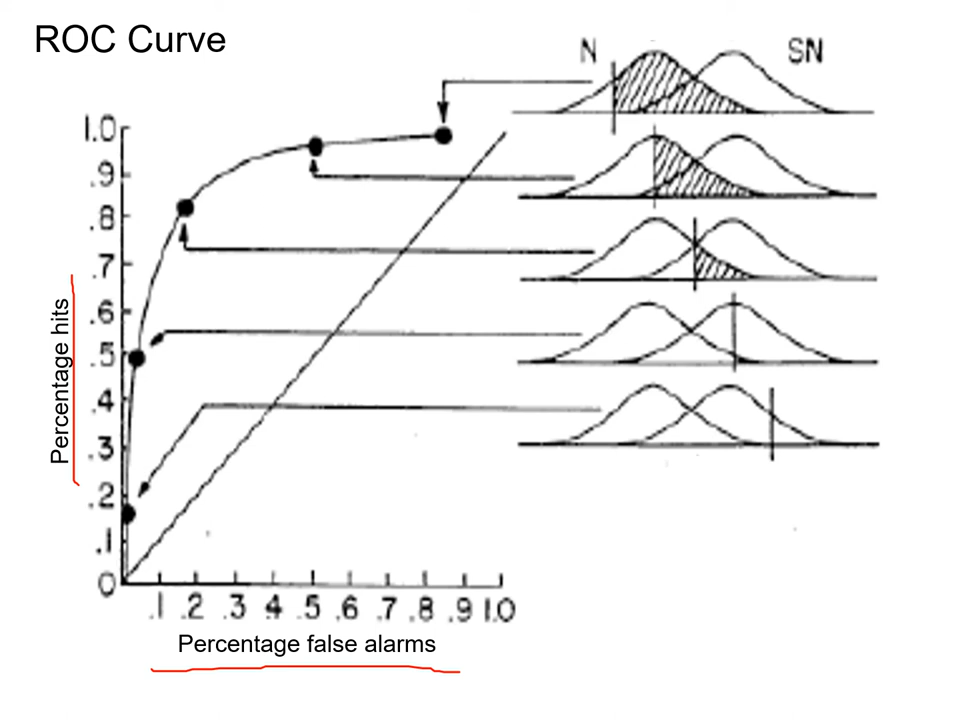 ROC Curve
N
SN
1.0
.9
.8
.7
.6
.5
.4
.3
.2
.1
0
Percentage hits
.1 .2 .3 .4 .5 .6 .7 .8 .9 1.0
Percentage false alarms